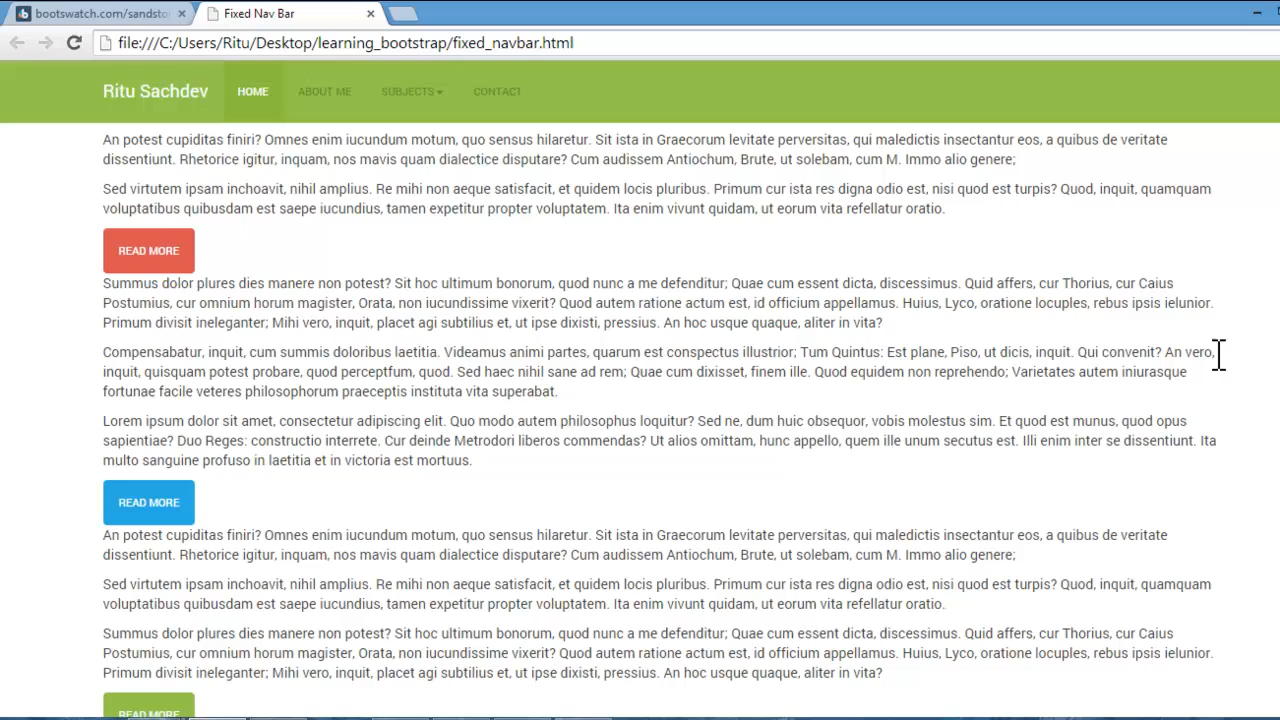 bootswatch.com/sandsto
Fixed Nav Bar
file:///C:/Users/Ritu/Desktop/learning_bootstrap/fixed_navbar.html
Ritu Sachdev HOME ABOUT ME SUBJECTS CONTACT
An potest cupiditas finiri? Omnes enim iucundum motum, quo sensus hilaretur. Sit ista in Graecorum levitate perversitas, qui maledictis insectantur eos, a quibus de veritate
dissentiunt. Rhetorice igitur, inquam, nos mavis quam dialectice disputare? Cum audissem Antiochum, Brute, ut solebam, cum M. Immo alio genere;
Sed virtutem ipsam inchoavit, nihil amplius. Re mihi non aeque satisfacit, et quidem locis pluribus. Primum cur ista res digna odio est, nisi quod est turpis? Quod, inquit, quamquam
voluptatibus quibusdam est saepe iucundius, tamen expetitur propter voluptatem. Ita enim vivunt quidam, ut eorum vita refellatur oratio.
READ MORE
Summus dolor plures dies manere non potest? Sit hoc ultimum bonorum, quod nunc a me defenditur; Quae cum essent dicta, discessimus. Quid affers, cur Thorius, cur Caius
Postumius, cur omnium horum magister, Orata, non iucundissime vixerit? Quod autem ratione actum est, id officium appellamus. Huius, Lyco, oratione locuples, rebus ipsis ielunior.
Primum divisit ineleganter; Mihi vero, inquit, placet agi subtilius et, ut ipse dixisti, pressius. An hoc usque quaque, aliter in vita?
Compensabatur, inquit, cum summis doloribus laetitia. Videamus animi partes, quarum est conspectus illustrior; Tum Quintus: Est plane, Piso, ut dicis, inquit. Qui convenit? An vero,
inquit, quisquam potest probare, quod perceptfum, quod. Sed haec nihil sane ad rem; Quae cum dixisset, finem ille. Quod equidem non reprehendo; Varietates autem iniurasque
fortunae facile veteres philosophorum praeceptis instituta vita superabat.
Lorem ipsum dolor sit amet, consectetur adipiscing elit. Quo modo autem philosophus loquitur? Sed ne, dum huic obsequor, vobis molestus sim. Et quod est munus, quod opus
sapientiae? Duo Reges: constructio interrete. Cur deinde Metrodori liberos commendas? Ut alios omittam, hunc appello, quem ille unum secutus est. Illi enim inter se dissentiunt. Ita
multo sanguine profuso in laetitia et in victoria est mortuus.
READ MORE
An potest cupiditas finiri? Omnes enim iucundum motum, quo sensus hilaretur. Sit ista in Graecorum levitate perversitas, qui maledictis insectantur eos, a quibus de veritate
dissentiunt. Rhetorice igitur, inquam, nos mavis quam dialectice disputare? Cum audissem Antiochum, Brute, ut solebam, cum M. Immo alio genere;
Sed virtutem ipsam inchoavit, nihil amplius. Re mihi non aeque satisfacit, et quidem locis pluribus. Primum cur ista res digna odio est, nisi quod est turpis? Quod, inquit, quamquam
voluptatibus quibusdam est saepe iucundius, tamen expetitur propter voluptatem. Ita enim vivunt quidam, ut eorum vita refellatur oratio.
Summus dolor plures dies manere non potest? Sit hoc ultimum bonorum, quod nunc a me defenditur; Quae cum essent dicta, discessimus. Quid affers, cur Thorius, cur Caius
Postumius, cur omnium horum magister, Orata, non iucundissime vixerit? Quod autem ratione actum est, id officium appellamus. Huius, Lyco, oratione locuples, rebus ipsis ielunior.
Primum divisit ineleganter; Mihi vero, inquit, placet agi subtilius et, ut ipse dixisti, pressius. An hoc usque quaque, aliter in vita?
READ MORE